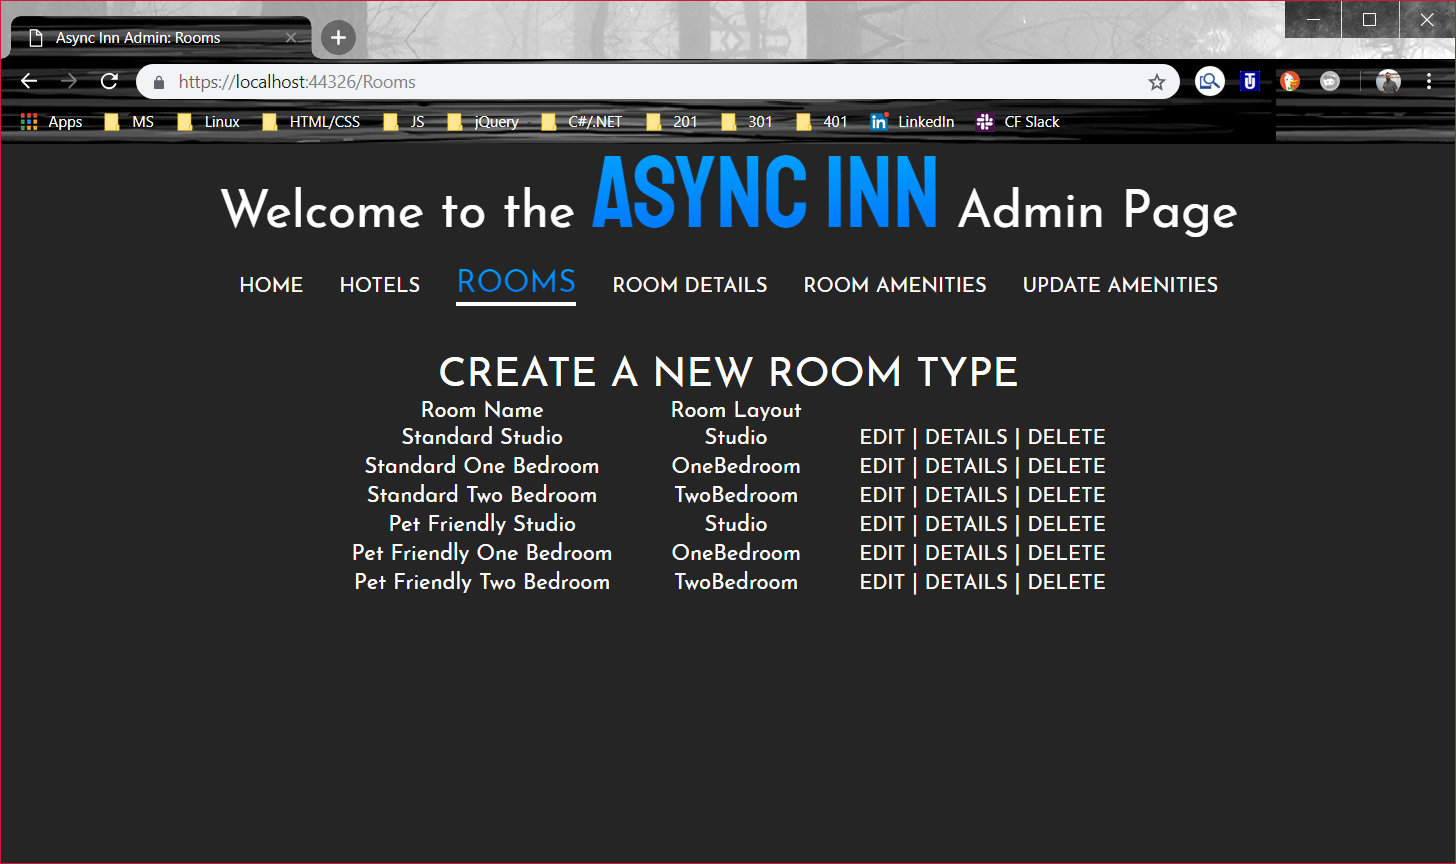 Async Inn Admin: Rooms
https://localhost:44326/Rooms
Apps MS Linux HTML/CSS JS jQuery C#/.NET 201 301 401 LinkedIn CF Slack
Welcome to the ASYNC INN Admin Page
HOME HOTELS ROOMS ROOM DETAILS ROOM AMENITIES UPDATE AMENITIES
CREATE A NEW ROOM TYPE
Room Name Room Layout
Standard Studio Studio EDIT | DETAILS | DELETE
Standard One Bedroom OneBedroom EDIT | DETAILS | DELETE
Standard Two Bedroom TwoBedroom EDIT | DETAILS | DELETE
Pet Friendly Studio Studio EDIT | DETAILS | DELETE
Pet Friendly One Bedroom OneBedroom EDIT | DETAILS | DELETE
Pet Friendly Two Bedroom TwoBedroom EDIT | DETAILS | DELETE